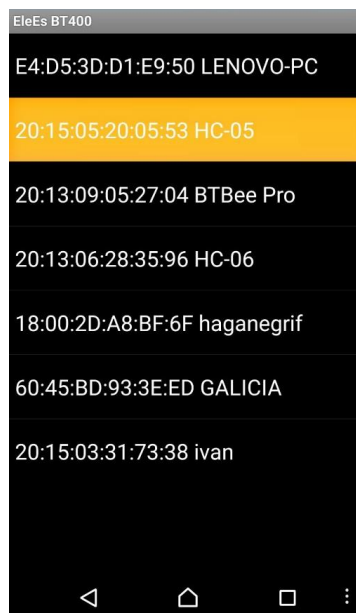 EleEs BT400
E4:D5:3D:D1:E9:50 LENOVO-PC
20:15:05:20:05:53 HC-05
20:13:09:05:27:04 BTBee Pro
20:13:06:28:35:96 HC-06
18:00:2D:A8:BF:6F haganegrif
60:45:BD:93:3E:ED GALICIA
20:15:03:31:73:38 ivan